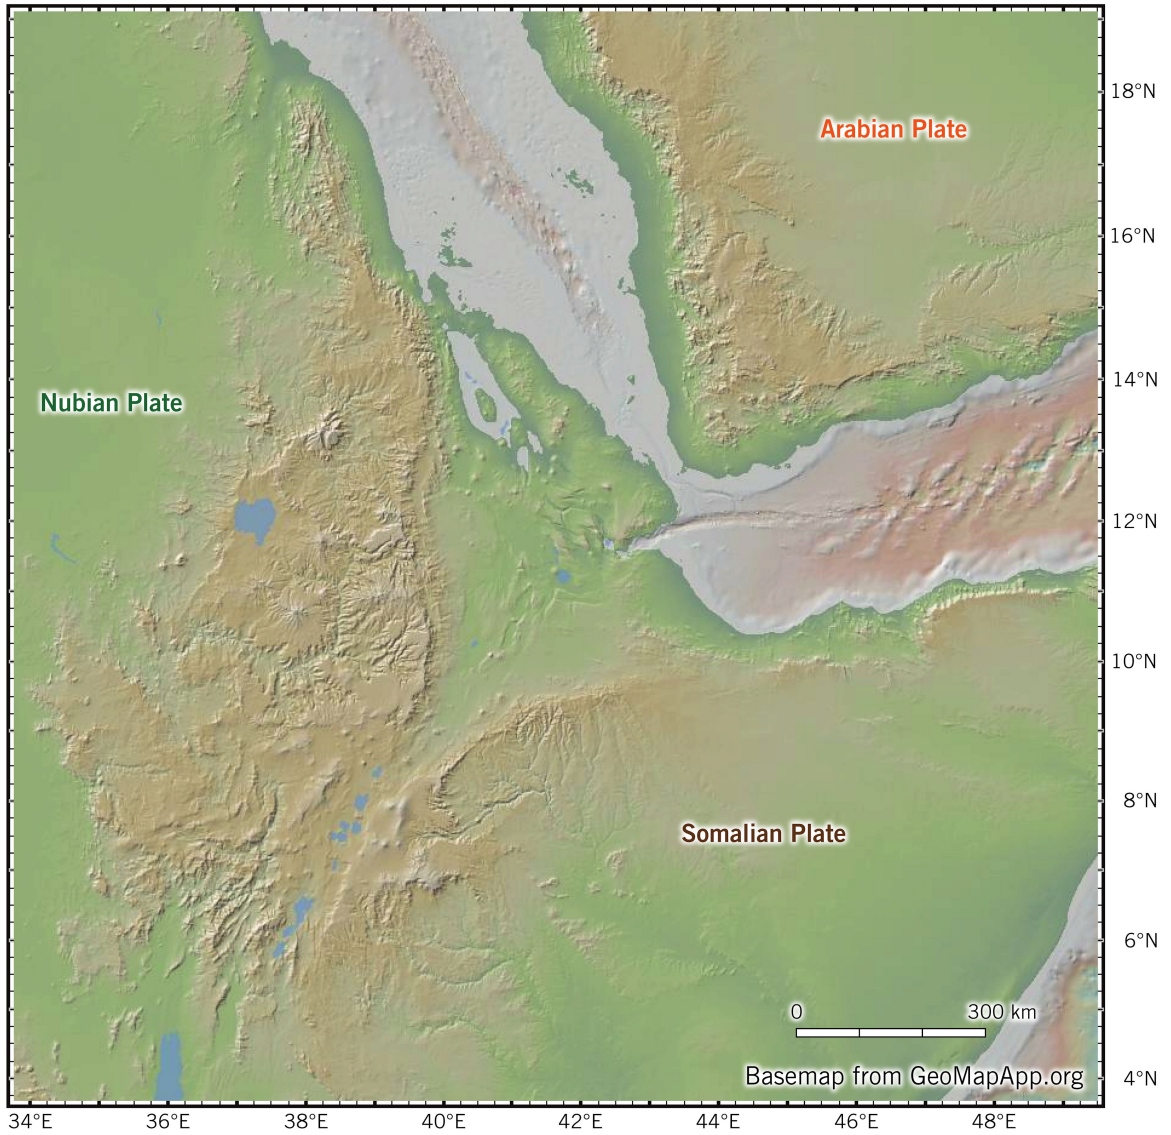 18°N
Arabian Plate
16°N
14°N
Nubian Plate
12°N
10°N
8°N
Somalian Plate
6°N
0 300 km
Basemap from GeoMapApp.org
4°N
34°E 36°E 38°E 40°E 42°E 44°E 46°E 48°E